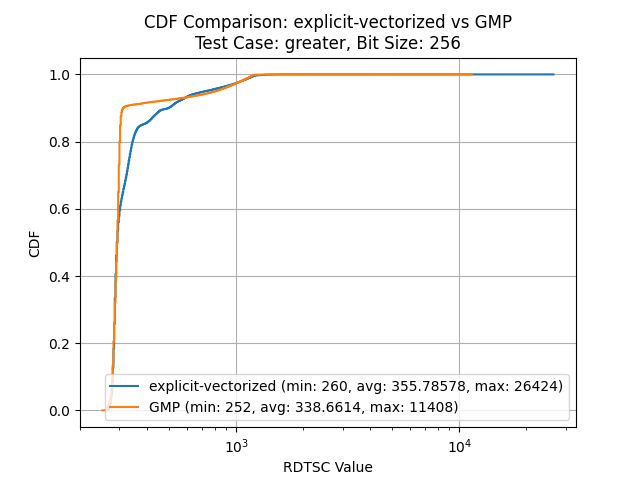 CDF Comparison: explicit-vectorized vs GMP
Test Case: greater, Bit Size: 256
1.0
0.8
0.6
0.4
0.2
0.0
CDF
explicit-vectorized (min: 260, avg: 355.78578, max: 26424)
GMP (min: 252, avg: 338.6614, max: 11408)
10³
10⁴
RDTSC Value